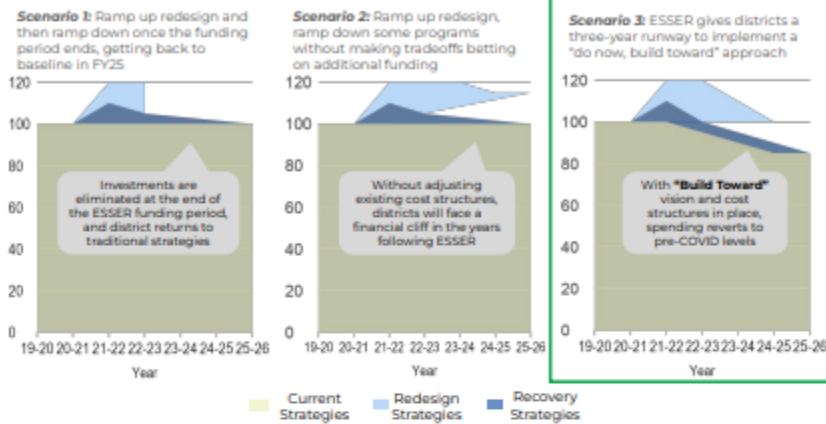 Scenario 1: Ramp up redesign and
then ramp down once the funding
period ends, getting back to
baseline in FY25
120
100
80
60
40
20
0
Investments are
eliminated at the end of
the ESSER funding period,
and district returns to
traditional strategies
19-20 20-21 21-22 22-23 23-24 24-25 25-26
Year
Scenario 2: Ramp up redesign,
ramp down some programs
without making tradeoffs betting
on additional funding
120
100
80
60
40
20
0
Without adjusting
existing cost structures,
districts will face a
financial cliff in the years
following ESSER
19-20 20-21 21-22 22-23 23-24 24-25 25-26
Year
Scenario 3: ESSER gives districts a
three-year runway to implement a
"do now, build toward" approach
120
100
80
60
40
20
0
With "Build Toward"
vision and cost
structures in place,
spending reverts to
pre-COVID levels
19-20 20-21 21-22 22-23 23-24 24-25 25-26
Year
Current
Strategies
Redesign
Strategies
Recovery
Strategies